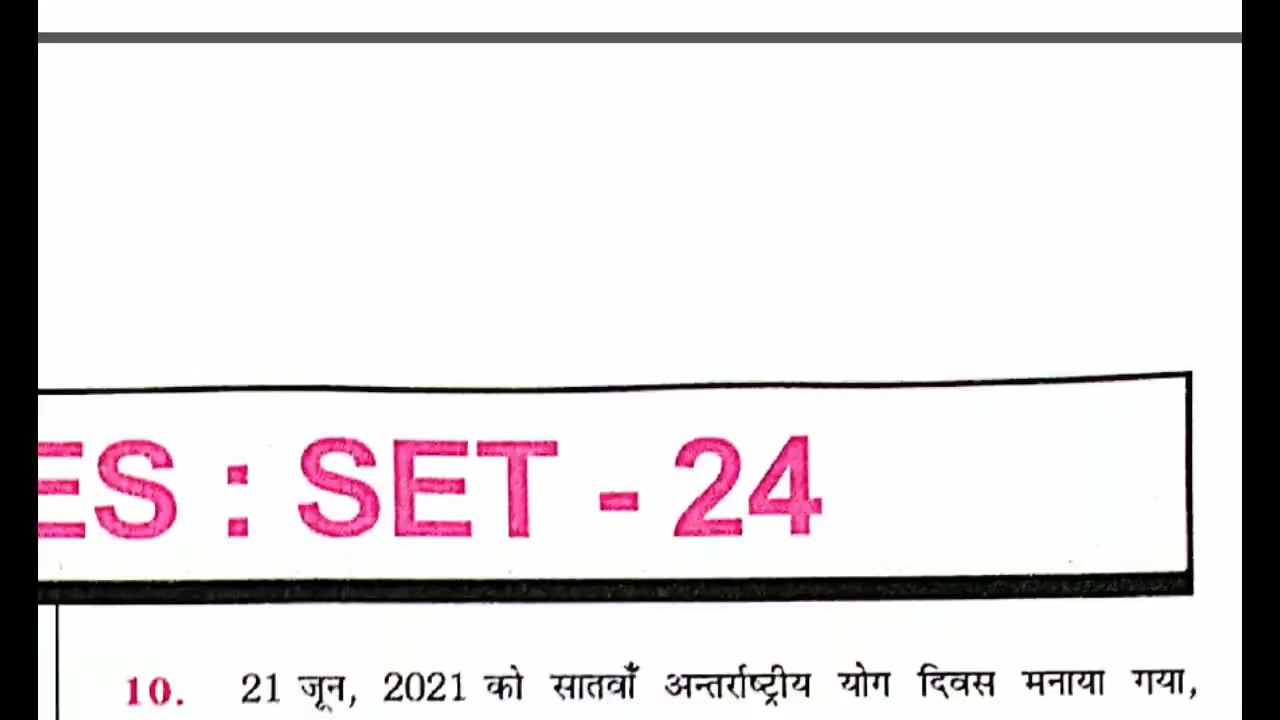 ES : SET - 24
10. 21 जून, 2021 को सातवाँ अन्तर्राष्ट्रीय योग दिवस मनाया गया,